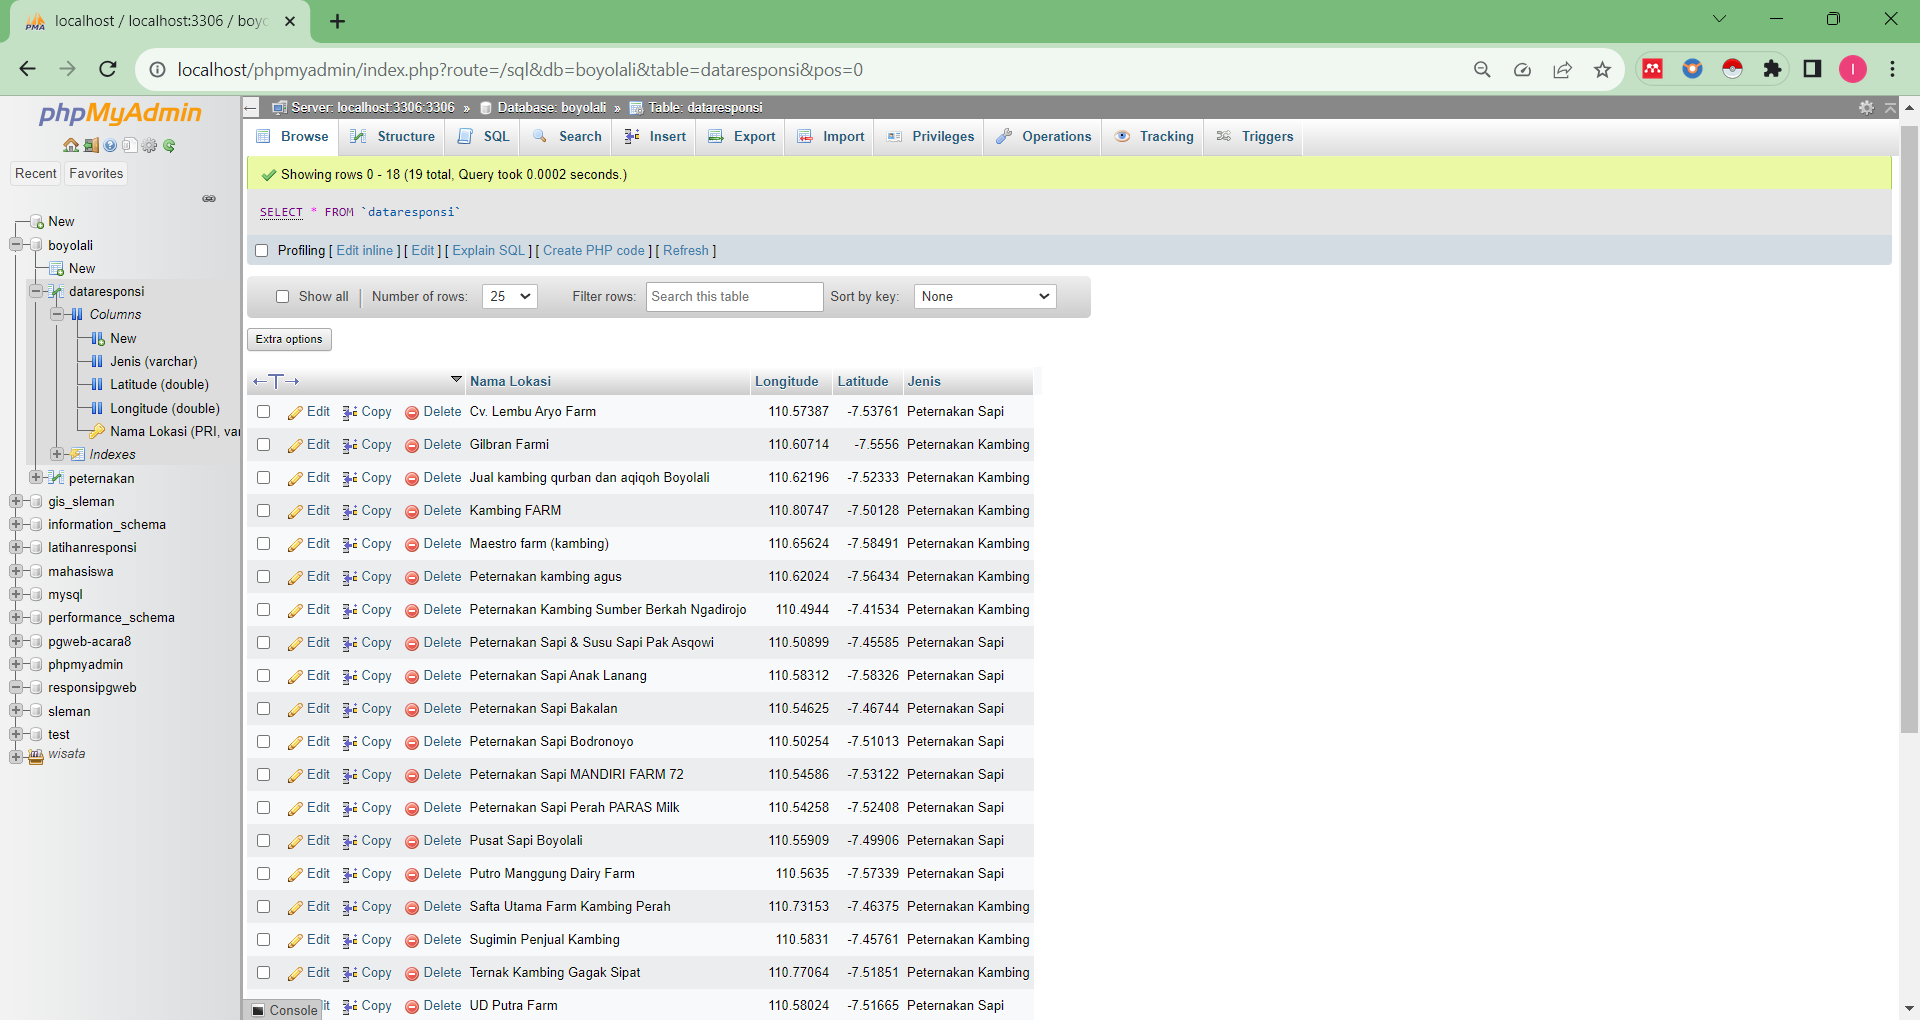 localhost / localhost:3306 / boyo
localhost/phpmyadmin/index.php?route=/sql&db=boyolali&table=dataresponsi&pos=0
I
phpMyAdmin
Recent Favorites
New
boyolali
New
dataresponsi
Columns
New
Jenis (varchar)
Latitude (double)
Longitude (double)
Nama Lokasi (PRI, var
Indexes
peternakan
gis_sleman
information_schema
latihanresponsi
mahasiswa
mysql
performance_schema
pgweb-acara8
phpmyadmin
responsipgweb
sleman
test
wisata
Server: localhost:3306:3306 » Database: boyolali » Table: dataresponsi
Browse Structure SQL Search Insert Export Import Privileges Operations Tracking Triggers
Showing rows 0 - 18 (19 total, Query took 0.0002 seconds.)
SELECT * FROM `dataresponsi`
Profiling [ Edit inline ] [ Edit ] [ Explain SQL ] [ Create PHP code ] [ Refresh ]
Show all Number of rows: 25 Filter rows: Search this table Sort by key: None
Extra options
←T→ Nama Lokasi Longitude Latitude Jenis
Edit Copy Delete Cv. Lembu Aryo Farm 110.57387 -7.53761 Peternakan Sapi
Edit Copy Delete Gilbran Farmi 110.60714 -7.5556 Peternakan Kambing
Edit Copy Delete Jual kambing qurban dan aqiqoh Boyolali 110.62196 -7.52333 Peternakan Kambing
Edit Copy Delete Kambing FARM 110.80747 -7.50128 Peternakan Kambing
Edit Copy Delete Maestro farm (kambing) 110.65624 -7.58491 Peternakan Kambing
Edit Copy Delete Peternakan kambing agus 110.62024 -7.56434 Peternakan Kambing
Edit Copy Delete Peternakan Kambing Sumber Berkah Ngadirojo 110.4944 -7.41534 Peternakan Kambing
Edit Copy Delete Peternakan Sapi & Susu Sapi Pak Asqowi 110.50899 -7.45585 Peternakan Sapi
Edit Copy Delete Peternakan Sapi Anak Lanang 110.58312 -7.58326 Peternakan Sapi
Edit Copy Delete Peternakan Sapi Bakalan 110.54625 -7.46744 Peternakan Sapi
Edit Copy Delete Peternakan Sapi Bodronoyo 110.50254 -7.51013 Peternakan Sapi
Edit Copy Delete Peternakan Sapi MANDIRI FARM 72 110.54586 -7.53122 Peternakan Sapi
Edit Copy Delete Peternakan Sapi Perah PARAS Milk 110.54258 -7.52408 Peternakan Sapi
Edit Copy Delete Pusat Sapi Boyolali 110.55909 -7.49906 Peternakan Sapi
Edit Copy Delete Putro Manggung Dairy Farm 110.5635 -7.57339 Peternakan Sapi
Edit Copy Delete Safta Utama Farm Kambing Perah 110.73153 -7.46375 Peternakan Kambing
Edit Copy Delete Sugimin Penjual Kambing 110.5831 -7.45761 Peternakan Kambing
Edit Copy Delete Ternak Kambing Gagak Sipat 110.77064 -7.51851 Peternakan Kambing
it Copy Delete UD Putra Farm 110.58024 -7.51665 Peternakan Sapi
Console